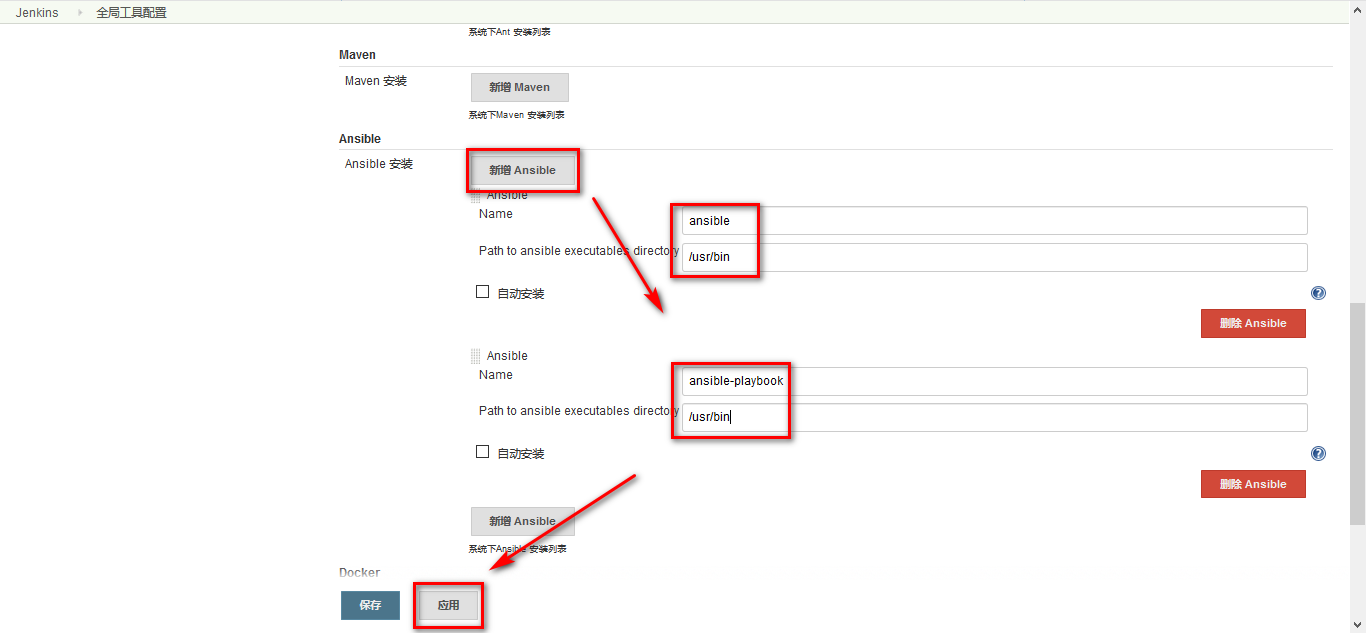 Jenkins 全局工具配置
系统下Ant 安装列表
Maven
Maven 安装
新增 Maven
系统下Maven 安装列表
Ansible
Ansible 安装
新增 Ansible
Ansible
Name
ansible
Path to ansible executables directory
/usr/bin
自动安装
删除 Ansible
Ansible
Name
ansible-playbook
Path to ansible executables directory
/usr/bin
自动安装
删除 Ansible
新增 Ansible
系统下Ansible 安装列表
Docker
保存
应用